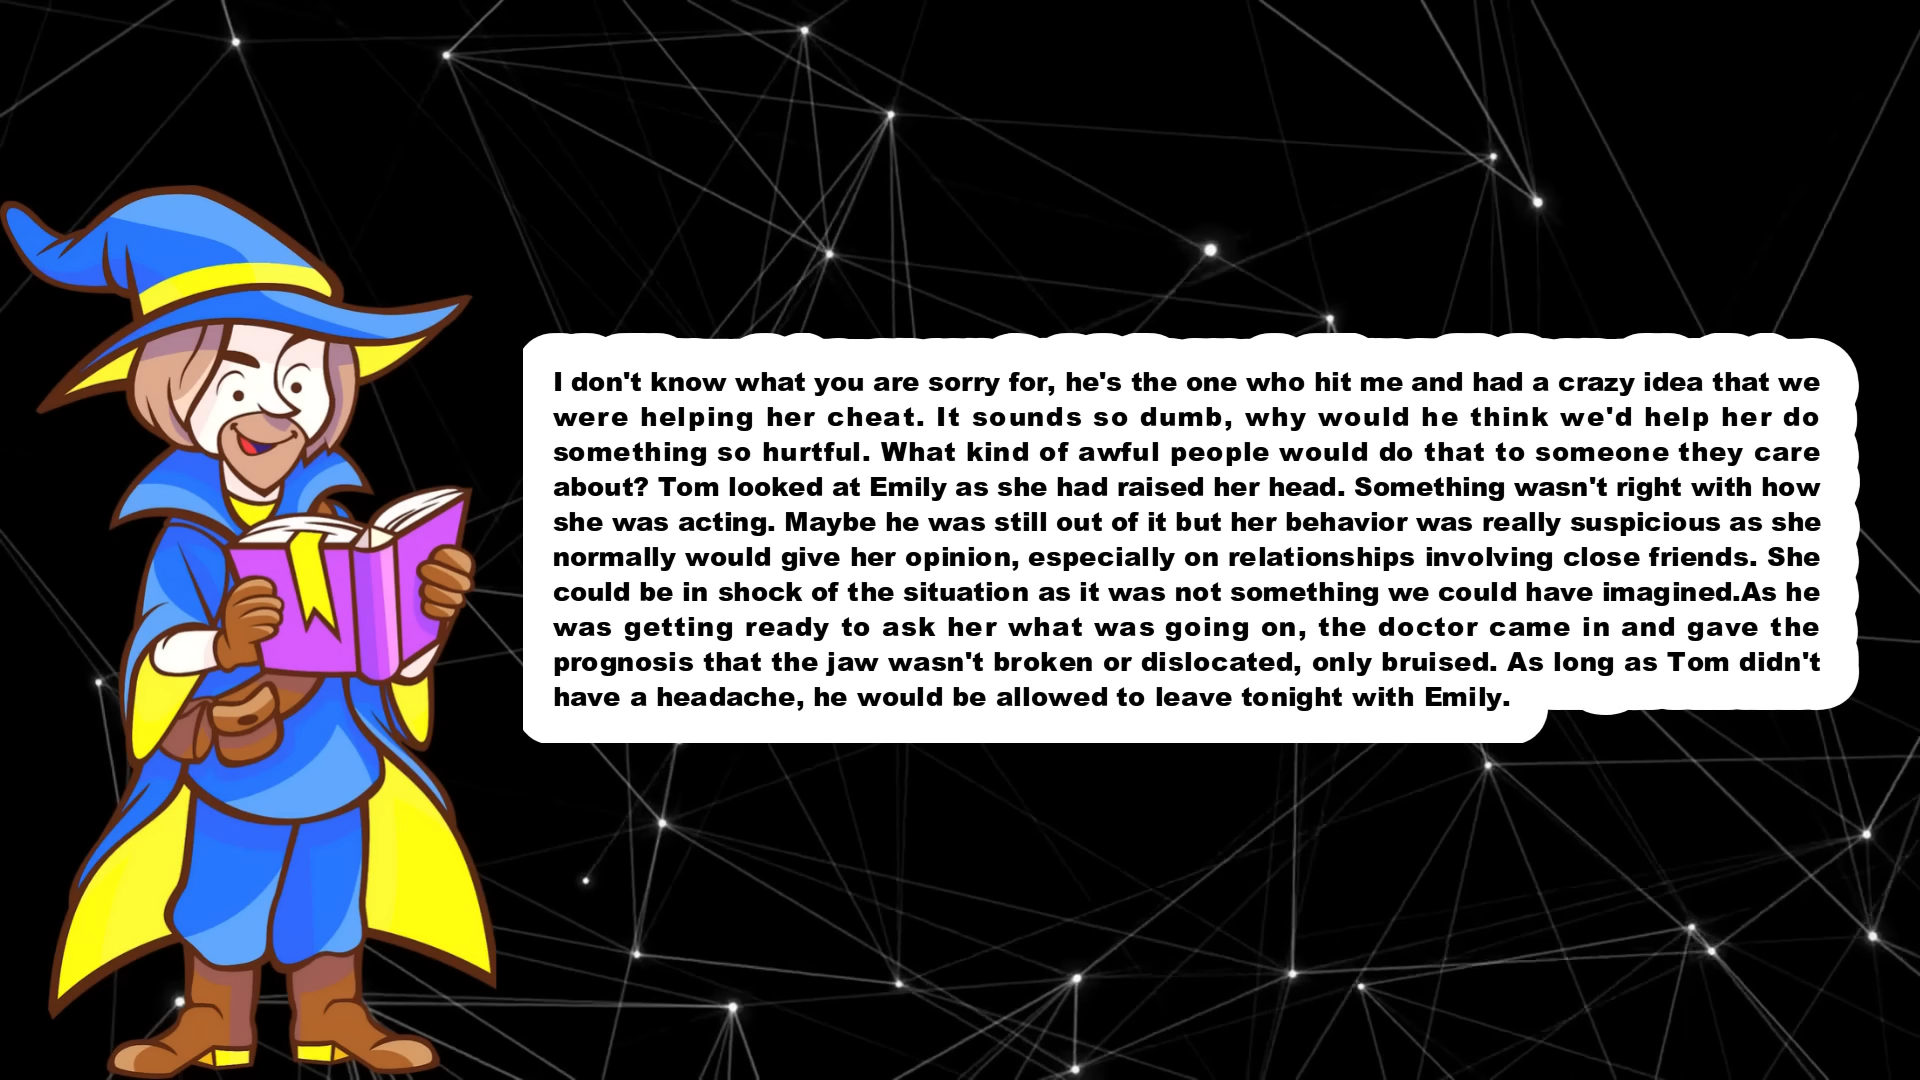 I don't know what you are sorry for, he's the one who hit me and had a crazy idea that we
were helping her cheat. It sounds so dumb, why would he think we'd help her do
something so hurtful. What kind of awful people would do that to someone they care
about? Tom looked at Emily as she had raised her head. Something wasn't right with how
she was acting. Maybe he was still out of it but her behavior was really suspicious as she
normally would give her opinion, especially on relationships involving close friends. She
could be in shock of the situation as it was not something we could have imagined.As he
was getting ready to ask her what was going on, the doctor came in and gave the
prognosis that the jaw wasn't broken or dislocated, only bruised. As long as Tom didn't
have a headache, he would be allowed to leave tonight with Emily.